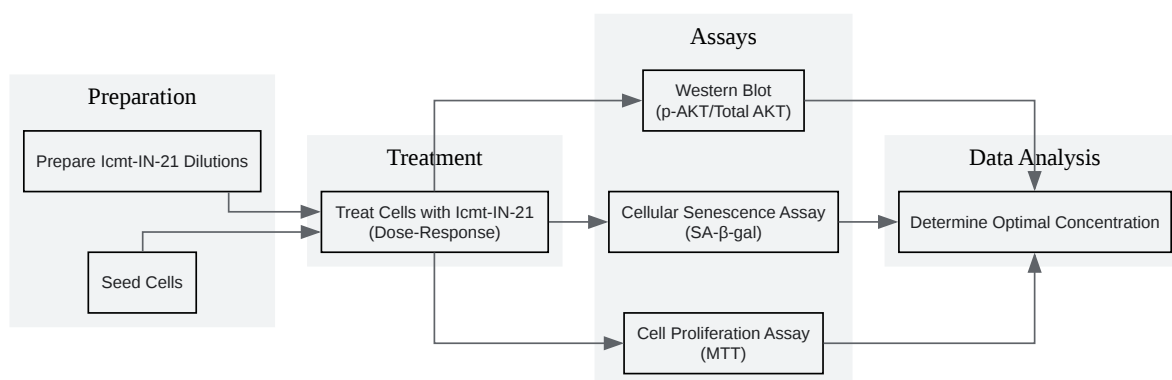 Preparation
Prepare Icmt-IN-21 Dilutions
Seed Cells
Treatment
Treat Cells with Icmt-IN-21
(Dose-Response)
Assays
Western Blot
(p-AKT/Total AKT)
Cellular Senescence Assay
(SA-β-gal)
Cell Proliferation Assay
(MTT)
Data Analysis
Determine Optimal Concentration